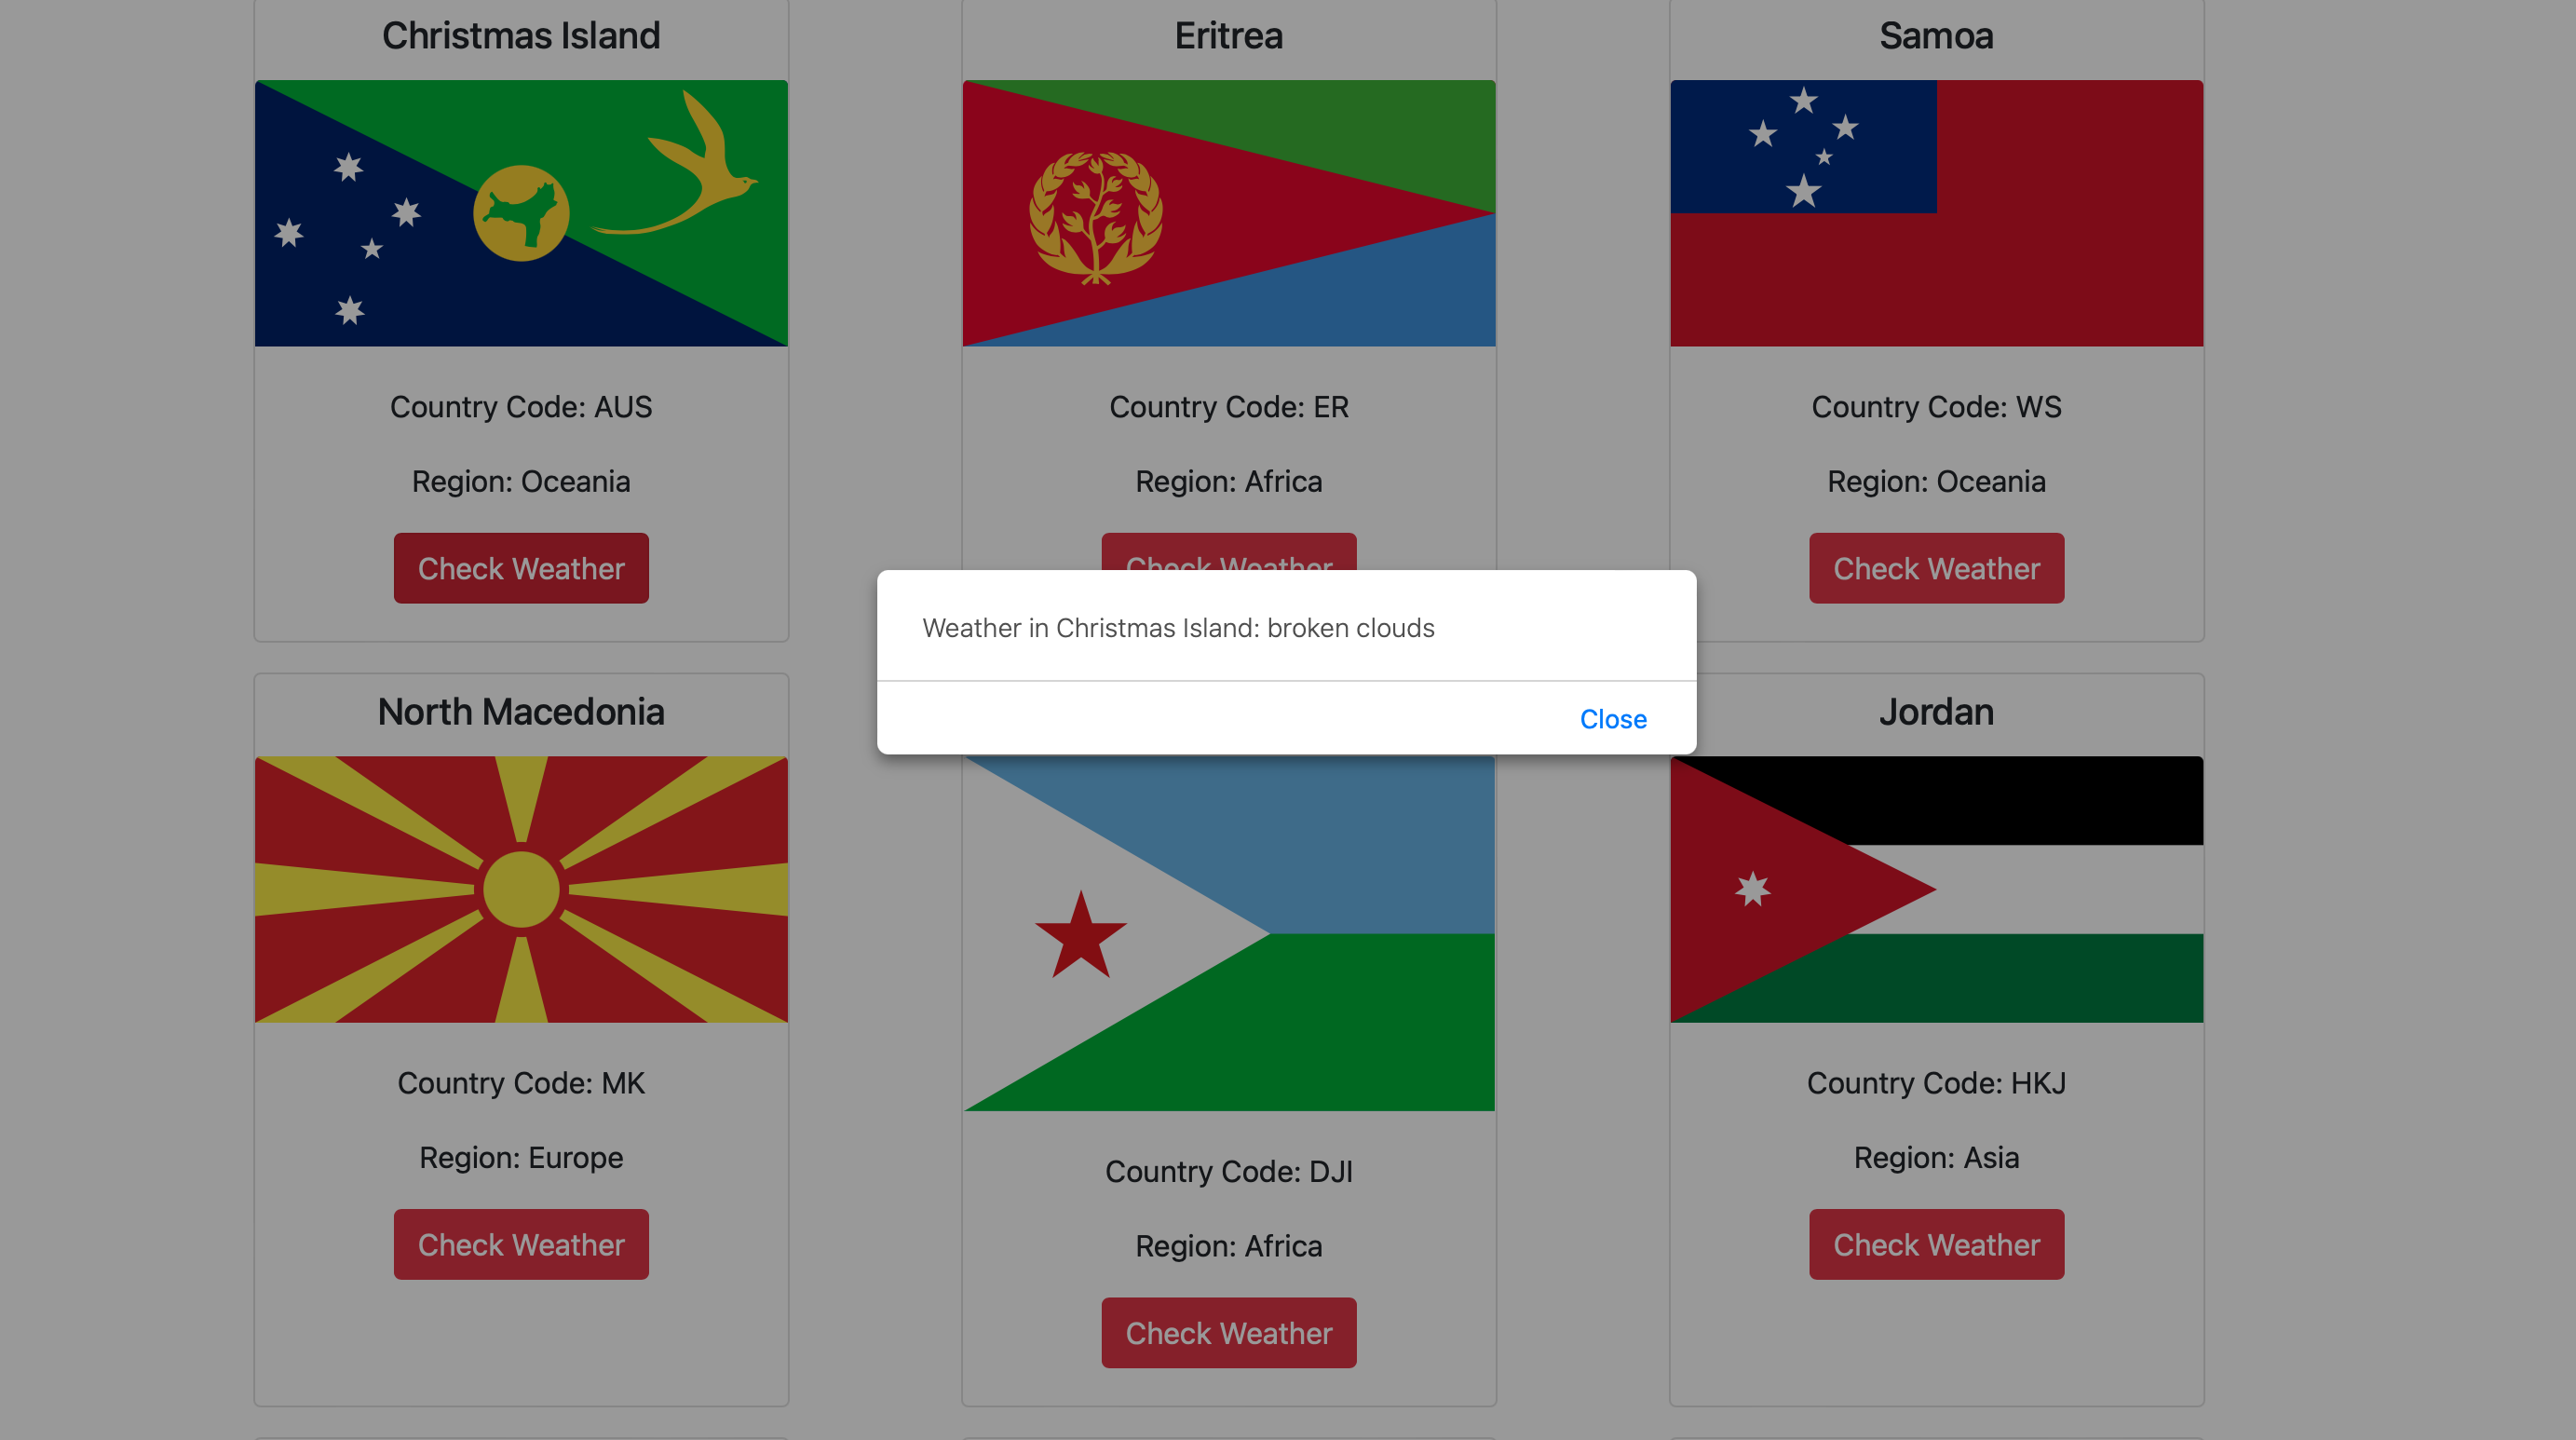 Christmas Island
Eritrea
Samoa
Country Code: AUS
Country Code: ER
Country Code: WS
Region: Oceania
Region: Africa
Region: Oceania
Check Weather
Check Weather
Check Weather
Weather in Christmas Island: broken clouds
Close
North Macedonia
Jordan
Country Code: MK
Country Code: DJI
Country Code: HKJ
Region: Europe
Region: Africa
Region: Asia
Check Weather
Check Weather
Check Weather